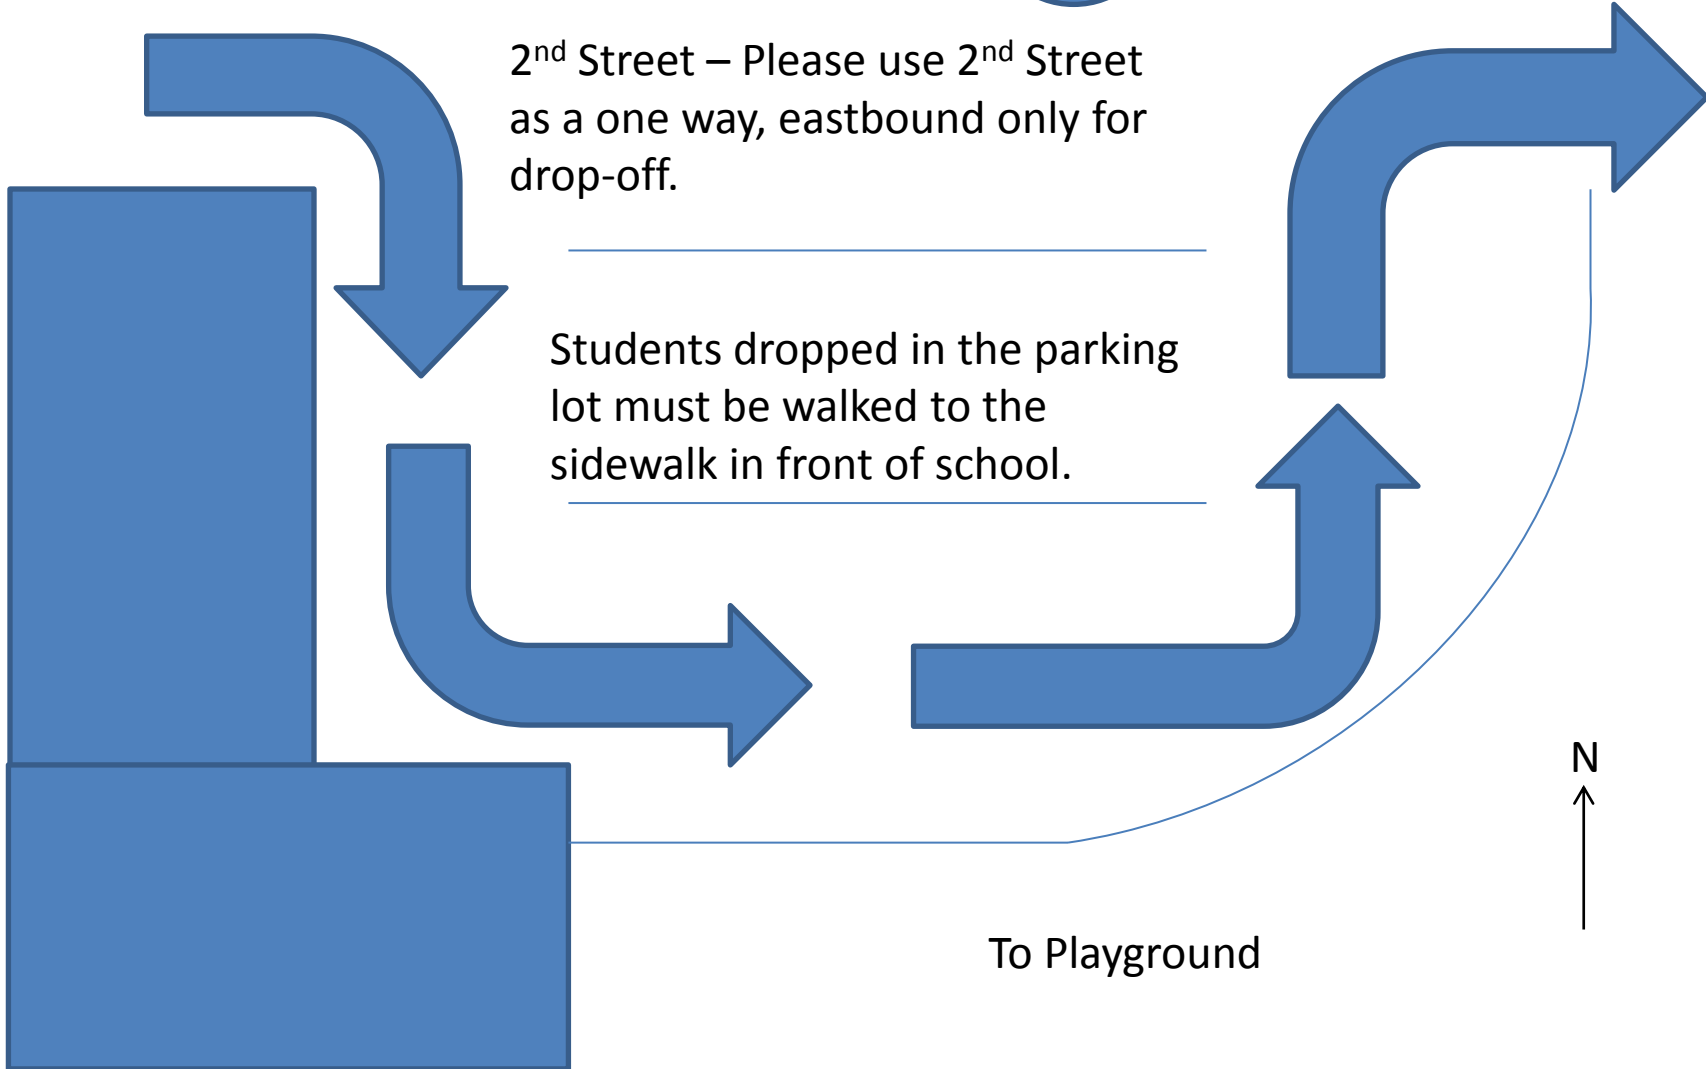 2nd Street – Please use 2nd Street
as a one way, eastbound only for
drop-off.
Students dropped in the parking
lot must be walked to the
sidewalk in front of school.
N
To Playground